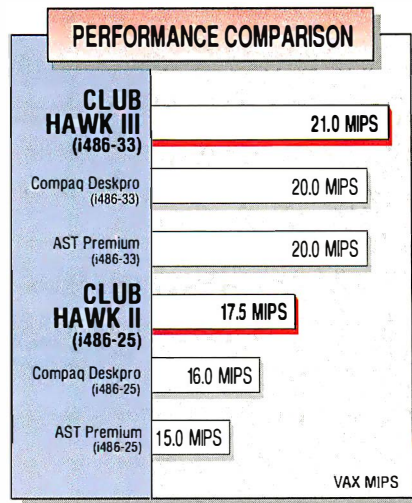 PERFORMANCE COMPARISON
CLUB
HAWK III
(i486-33)
21.0 MIPS
Compaq Deskpro
(i486-33)
20.0 MIPS
AST Premium
(i486-33)
20.0 MIPS
CLUB
HAWK II
(i486-25)
17.5 MIPS
Compaq Deskpro
(i486-25)
16.0 MIPS
AST Premium
(i486-25)
15.0 MIPS
VAX MIPS